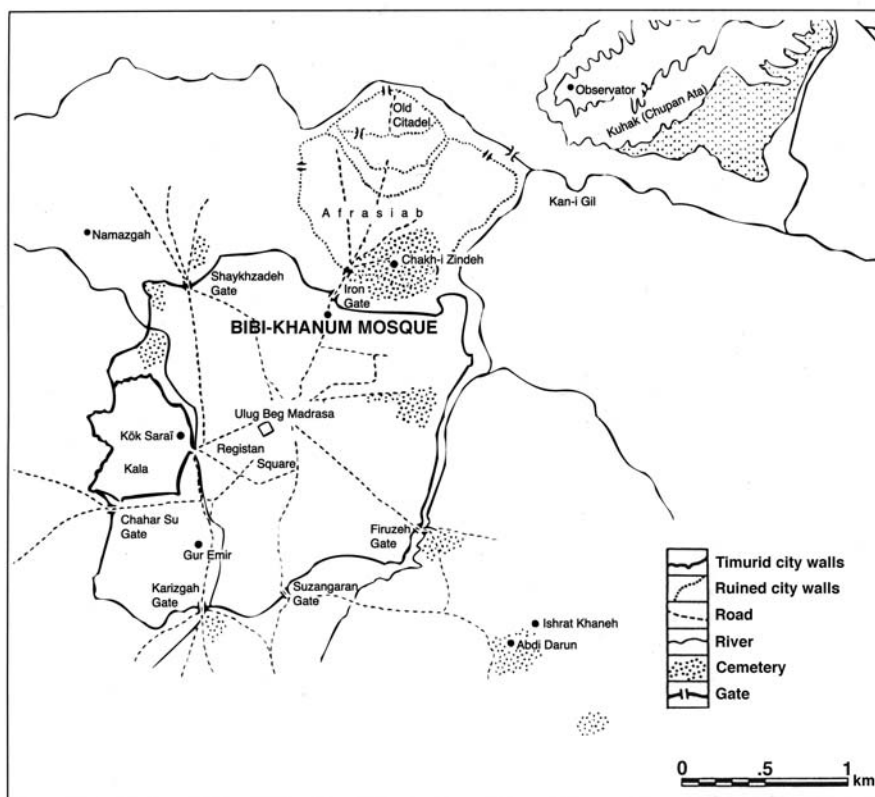 Observator
Kuhak (Chupan Ata)
Old
Citadel
Kan-i Gil
Afrasiab
Namazgah
Chakh-i Zindeh
Shaykhzadeh
Gate
Iron
Gate
BIBI-KHANUM MOSQUE
Ulug Beg Madrasa
Kök Saraï
Registan
Square
Kala
Chahar Su
Gate
Firuzeh
Gate
Gur Emir
Karizgah
Gate
Suzangaran
Gate
Ishrat Khaneh
Abdi Darun
Timurid city walls
Ruined city walls
Road
River
Cemetery
Gate
0 .5 1
km